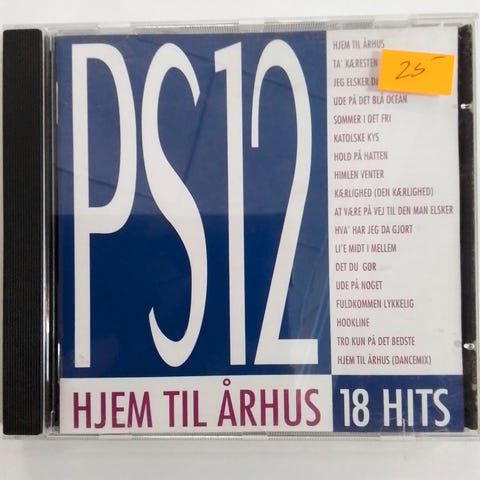 PS12
HJEM TIL ÅRHUS
TA' KÆRESTEN
JEG ELSKER
UDE PÅ DET BLÅ OCEAN
SOMMER I DET FRI
KATOLSKE KYS
HOLD PÅ HATTEN
HIMLEN VENTER
KÆRLIGHED (DEN KÆRLIGHED)
AT VÆRE PÅ VEJ TIL DEN MAN ELSKER
HVA' HAR JEG DA GJORT
LI'E MIDT I MELLEM
DET DU GØR
UDE PÅ NOGET
FULDKOMMEN LYKKELIG
HOOKLINE
TRO KUN PÅ DET BEDSTE
HJEM TIL ÅRHUS (DANCEMIX)
25-
HJEM TIL ÅRHUS
18 HITS